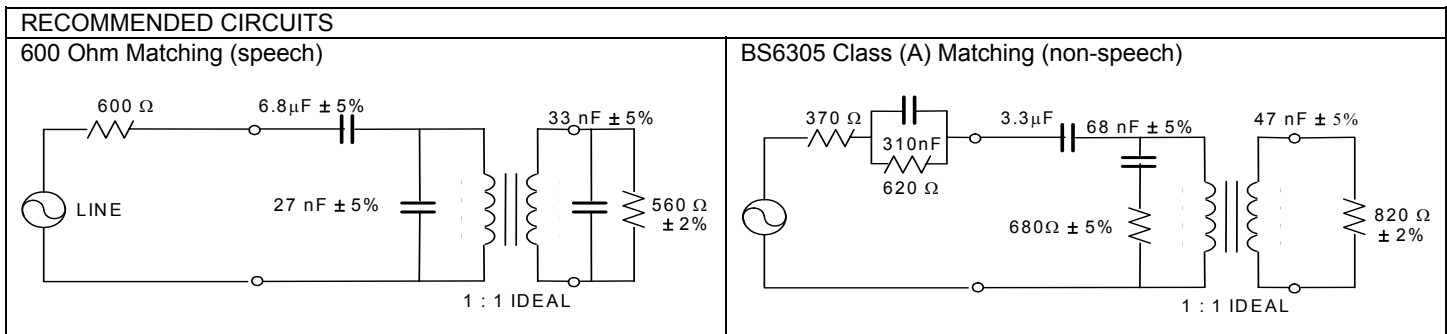 RECOMMENDED CIRCUITS
600 Ohm Matching (speech)
600 Ω
6.8µF ± 5%
33 nF ± 5%
LINE
27 nF ± 5%
560 Ω
± 2%
1 : 1 IDEAL
BS6305 Class (A) Matching (non-speech)
370 Ω
310nF
620 Ω
3.3µF
68 nF ± 5%
47 nF ± 5%
680Ω ± 5%
820 Ω
± 2%
1 : 1 IDEAL